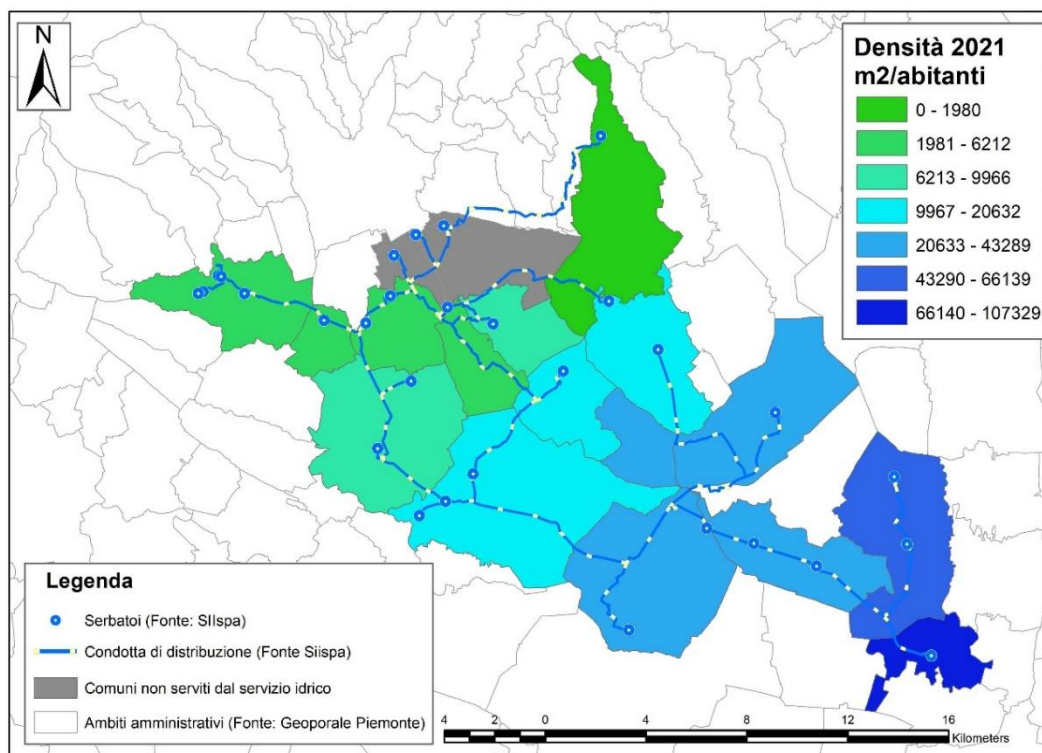 N
Densità 2021
m2/abitanti
0 - 1980
1981 - 6212
6213 - 9966
9967 - 20632
20633 - 43289
43290 - 66139
66140 - 107329
Legenda
Serbatoi (Fonte: SIIspa)
Condotta di distribuzione (Fonte Siispa)
Comuni non serviti dal servizio idrico
Ambiti amministrativi (Fonte: Geoporale Piemonte)
4 2 0 4 8 12 16
Kilometers